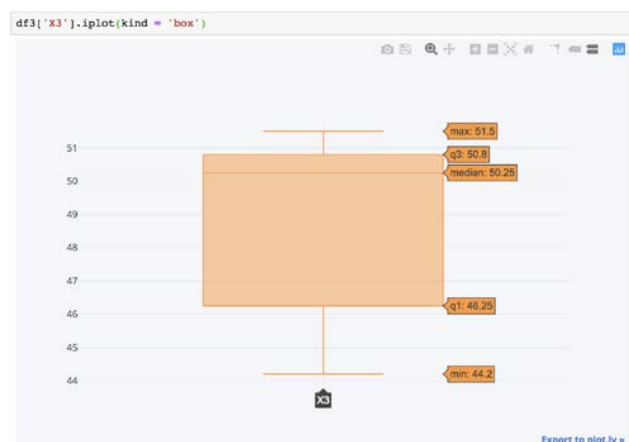 df3['X3'].iplot(kind = 'box')
max: 51.5
51
q3: 50.8
median: 50.25
50
49
48
47
q1: 46.25
46
45
44
min: 44.2
X3
Export to plot.ly »